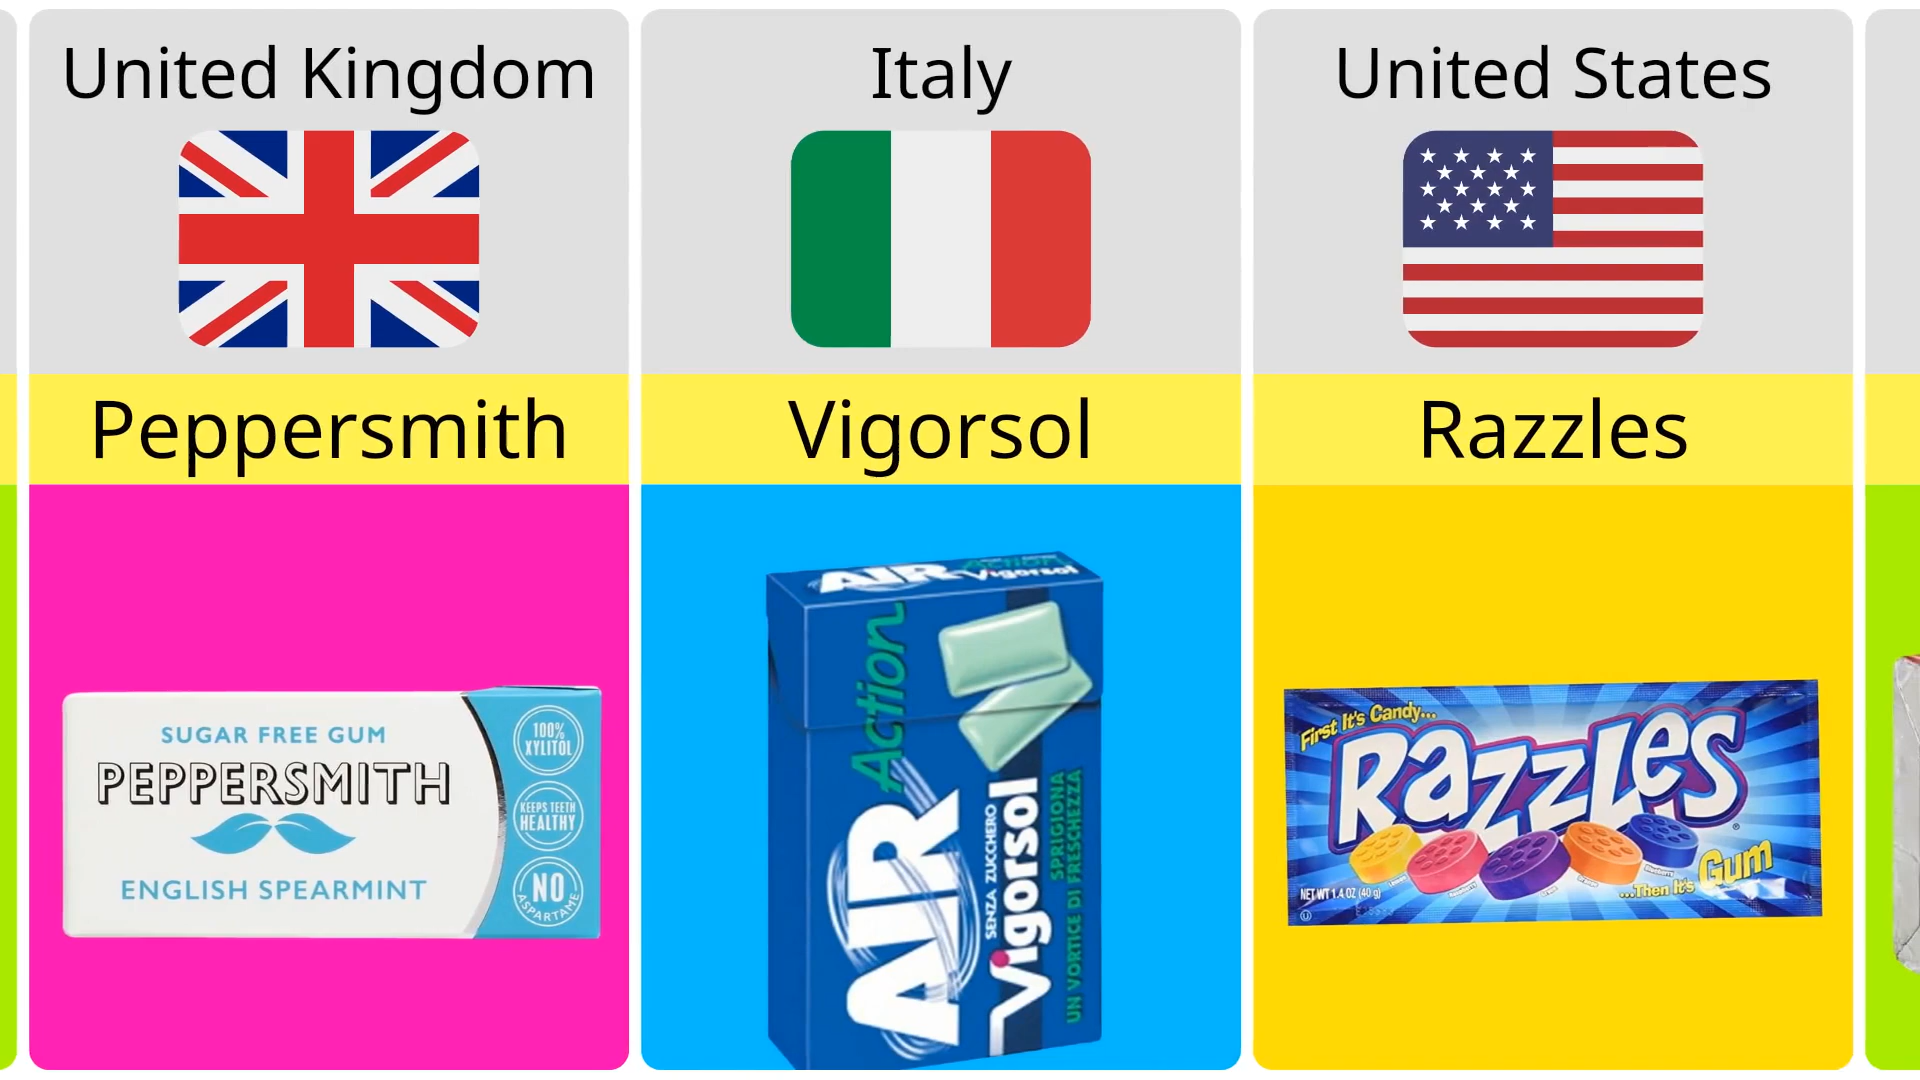 United Kingdom
Peppersmith
SUGAR FREE GUM
PEPPERSMITH
ENGLISH SPEARMINT
100%
XYLITOL
KEEPS TEETH
HEALTHY
NO
ASPARTAME
Italy
Vigorsol
AIR Action
Vigorsol
AIR Action
SENZA ZUCCHERO
Vigorsol
SPRIGIONA
UN VORTICE DI FRESCHEZZA
United States
Razzles
First It's Candy...
RAZZLES
...Then It's Gum
NET WT 1.4 OZ (40 g)